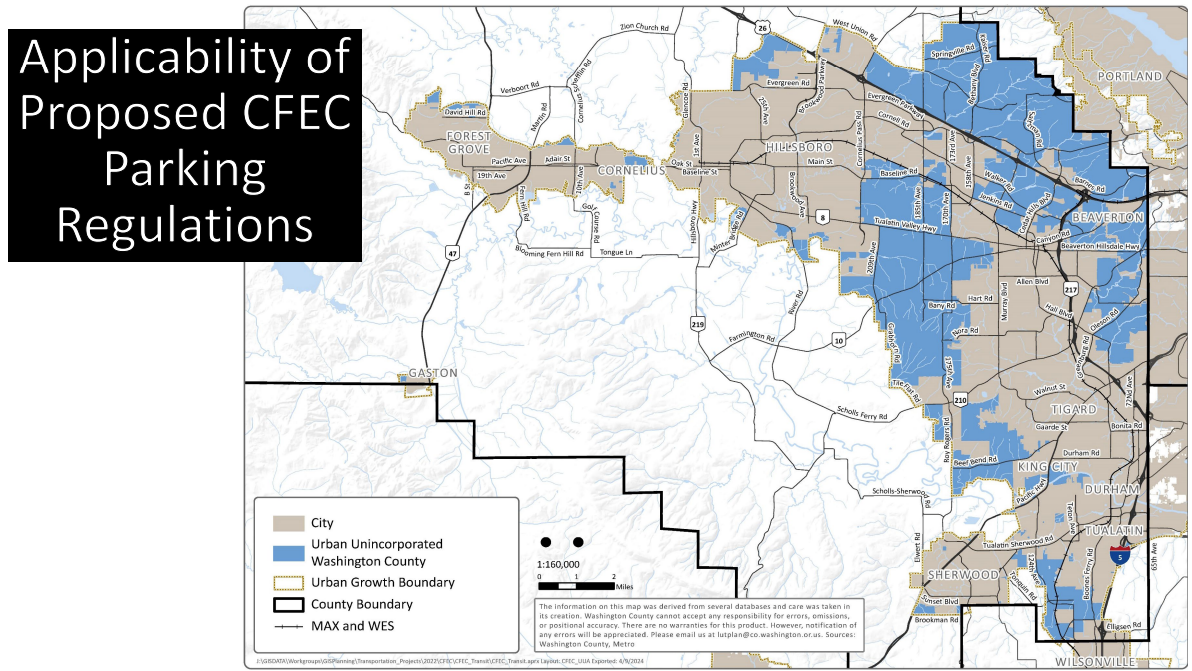 Applicability of
Proposed CFEC
Parking
Regulations
Zion Church Rd
26
West Union Rd
Kaiser Rd
Springville Rd
Bethany Blvd
PORTLAND
Verboort Rd
Cornelius Schefflin Rd
Martin Rd
Glencoe Rd
Evergreen Rd
25th Ave
Brookwood Parkway
Evergreen Parkway
Cornell Rd
Cornelius Pass Rd
Saltzman Rd
David Hill Rd
FOREST
GROVE
Pacific Ave
Adair St
19th Ave
B St
10th Ave
CORNELIUS
1st Ave
Oak St
Baseline St
HILLSBORO
Main St
Baseline Rd
173rd Ave
158th Ave
Walker Rd
Jenkins Rd
Barnes Rd
Cedar Hills Blvd
BEAVERTON
Fern Hill Rd
Golf Course Rd
Blooming Fern Hill Rd
Tongue Ln
Hillsboro Hwy
Minter Bridge Rd
Brookwood Ave
8
185th Ave
170th Ave
Tualatin Valley Hwy
Canyon Rd
Beaverton Hillsdale Hwy
47
209th Ave
Allen Blvd
217
Hart Rd
Murray Blvd
Hall Blvd
Oleson Rd
River Rd
219
Farmington Rd
10
Bany Rd
Nora Rd
Grabhorn Rd
Greenburg Rd
GASTON
175th Ave
Tile Flat Rd
210
Walnut St
72nd Ave
TIGARD
Scholls Ferry Rd
Gaarde St
Bonita Rd
Roy Rogers Rd
Durham Rd
Beef Bend Rd
KING CITY
Pacific Hwy
DURHAM
Scholls-Sherwood Rd
Teton Ave
TUALATIN
Elwert Rd
Tualatin Sherwood Rd
5
65th Ave
SHERWOOD
124th Ave
Tonquin Rd
Boones Ferry Rd
Sunset Blvd
Brookman Rd
Elligsen Rd
WILSONVILLE
City
Urban Unincorporated
Washington County
Urban Growth Boundary
County Boundary
MAX and WES
1:160,000
0 1 2
Miles
The information on this map was derived from several databases and care was taken in
its creation. Washington County cannot accept any responsibility for errors, omissions,
or positional accuracy. There are no warranties for this product. However, notification of
any errors will be appreciated. Please email us at lutplan@co.washington.or.us. Sources:
Washington County, Metro
J:\GISDATA\Workgroups\GISPlanning\Transportation_Projects\2022\CFEC\CFEC_Transit\CFEC_Transit.aprx Layout: CFEC_UUA Exported: 4/9/2024